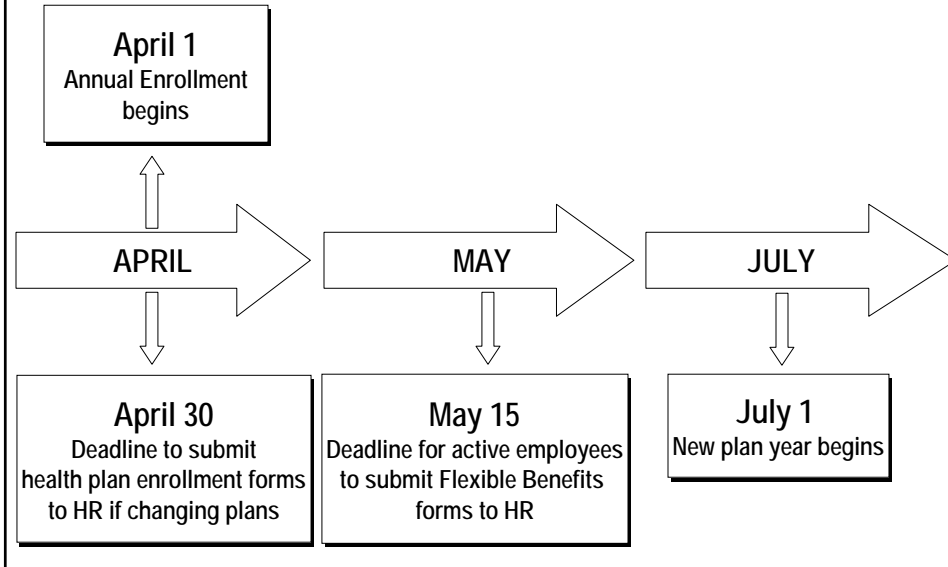 April 1
Annual Enrollment
begins
APRIL
MAY
JULY
April 30
Deadline to submit
health plan enrollment forms
to HR if changing plans
May 15
Deadline for active employees
to submit Flexible Benefits
forms to HR
July 1
New plan year begins